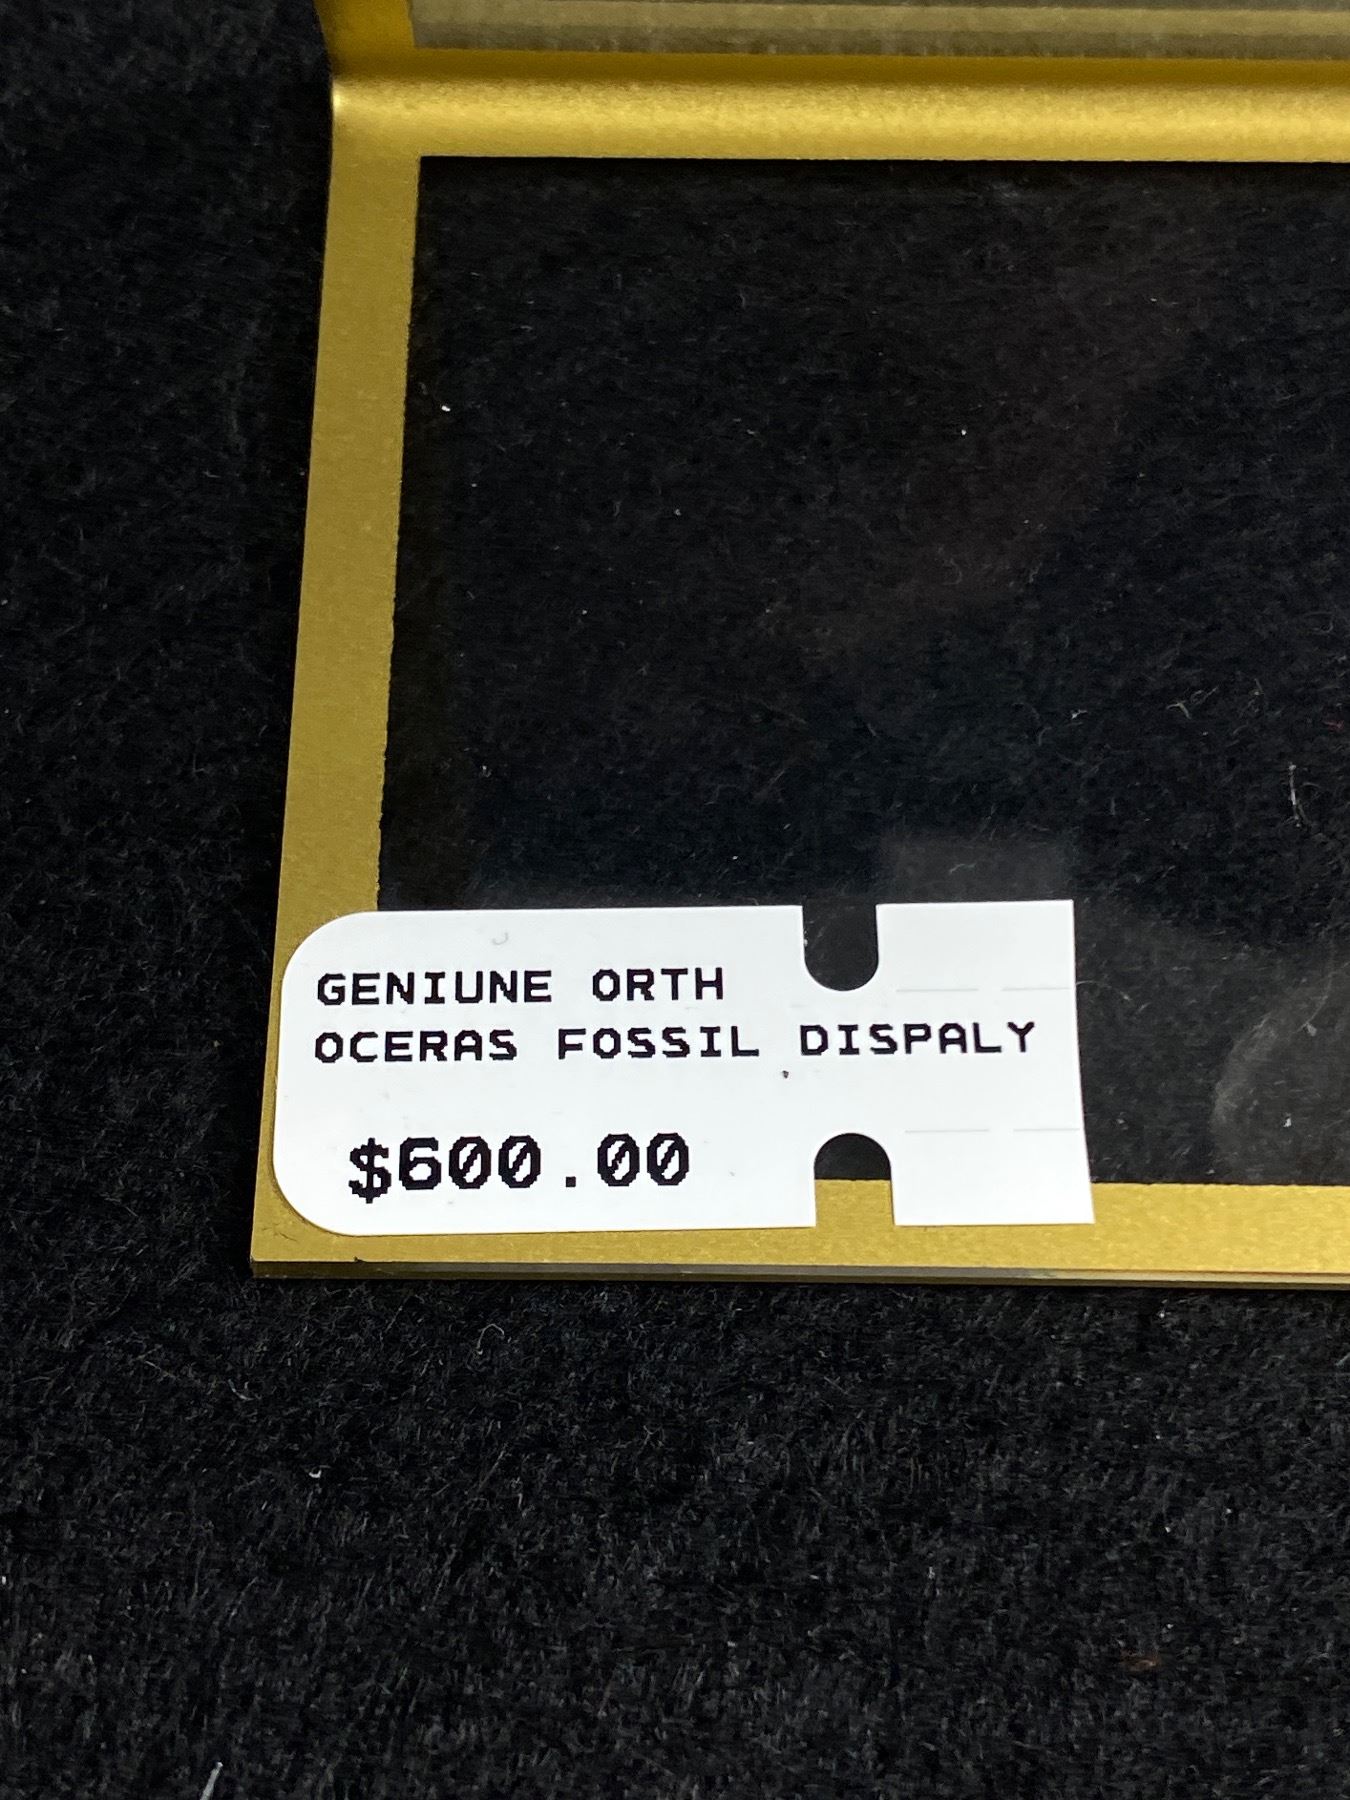 GENIUNE ORTH
OCERAS FOSSIL DISPALY
$600.00